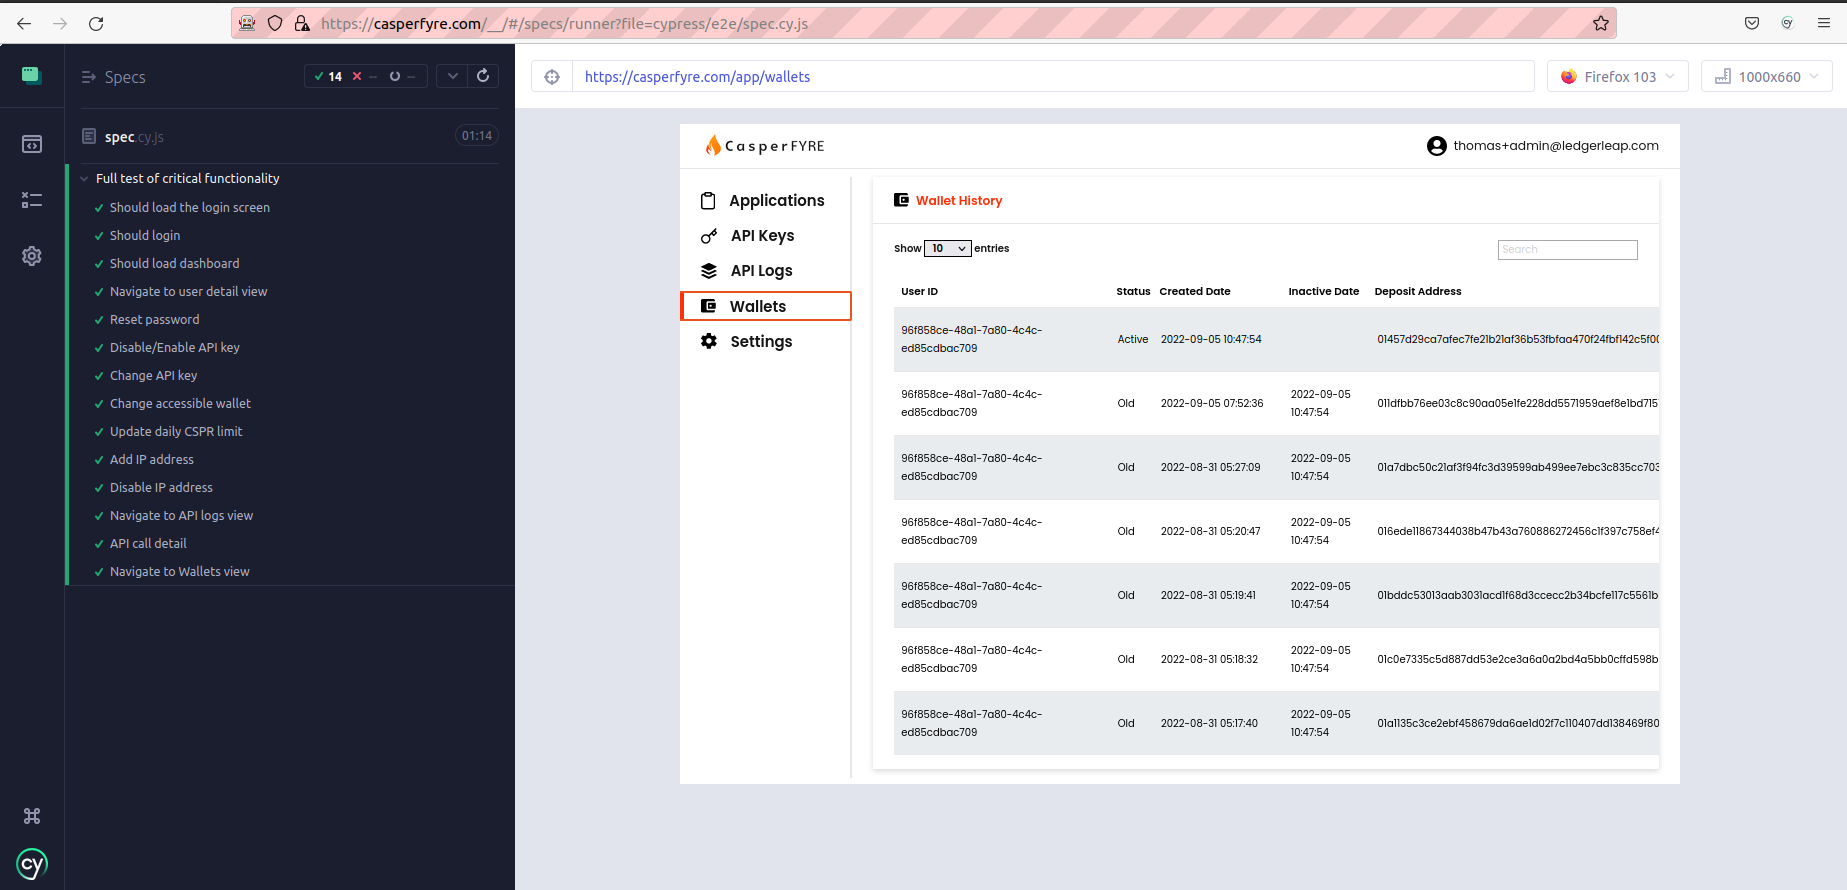 https://casperfyre.com/__/#/specs/runner?file=cypress/e2e/spec.cy.js
Specs
14
--
--
spec.cy.js
01:14
Full test of critical functionality
Should load the login screen
Should login
Should load dashboard
Navigate to user detail view
Reset password
Disable/Enable API key
Change API key
Change accessible wallet
Update daily CSPR limit
Add IP address
Disable IP address
Navigate to API logs view
API call detail
Navigate to Wallets view
cy
https://casperfyre.com/app/wallets
Firefox 103
1000x660
CasperFYRE
thomas+admin@ledgerleap.com
Applications
API Keys
API Logs
Wallets
Settings
Wallet History
Show 10 entries
Search
User ID Status Created Date Inactive Date Deposit Address
96f858ce-48a1-7a80-4c4c-
ed85cdbac709
Active 2022-09-05 10:47:54
01457d29ca7afec7fe21b21af36b53fbfaa470f24fbf142c5f00
96f858ce-48a1-7a80-4c4c-
ed85cdbac709
Old 2022-09-05 07:52:36
2022-09-05
10:47:54
011dfbb76ee03c8c90aa05e1fe228dd5571959aef8e1bd715
96f858ce-48a1-7a80-4c4c-
ed85cdbac709
Old 2022-08-31 05:27:09
2022-09-05
10:47:54
01a7dbc50c21af3f94fc3d39599ab499ee7ebc3c835cc703
96f858ce-48a1-7a80-4c4c-
ed85cdbac709
Old 2022-08-31 05:20:47
2022-09-05
10:47:54
016ede11867344038b47b43a760886272456c1f397c758ef4
96f858ce-48a1-7a80-4c4c-
ed85cdbac709
Old 2022-08-31 05:19:41
2022-09-05
10:47:54
01bddc53013aab3031acd1f68d3ccecc2b34bcfe117c5561b
96f858ce-48a1-7a80-4c4c-
ed85cdbac709
Old 2022-08-31 05:18:32
2022-09-05
10:47:54
01c0e7335c5d887dd53e2ce3a6a0a2bd4a5bb0cffd598b
96f858ce-48a1-7a80-4c4c-
ed85cdbac709
Old 2022-08-31 05:17:40
2022-09-05
10:47:54
01a1135c3ce2ebf458679da6ae1d02f7c110407dd138469f80